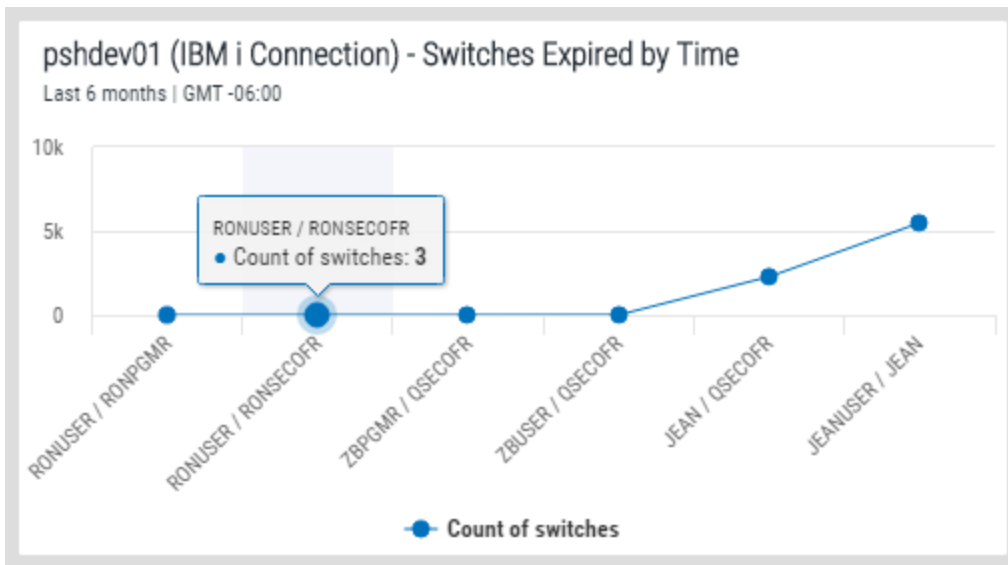 pshdev01 (IBM i Connection) - Switches Expired by Time
Last 6 months | GMT -06:00
10k
5k
0
RONUSER / RONSECOFR
Count of switches: 3
RONUSER / RONPGMR
RONUSER / RONSECOFR
ZBPGMR / QSECOFR
ZBUSER / QSECOFR
JEAN / QSECOFR
JEANUSER / JEAN
Count of switches